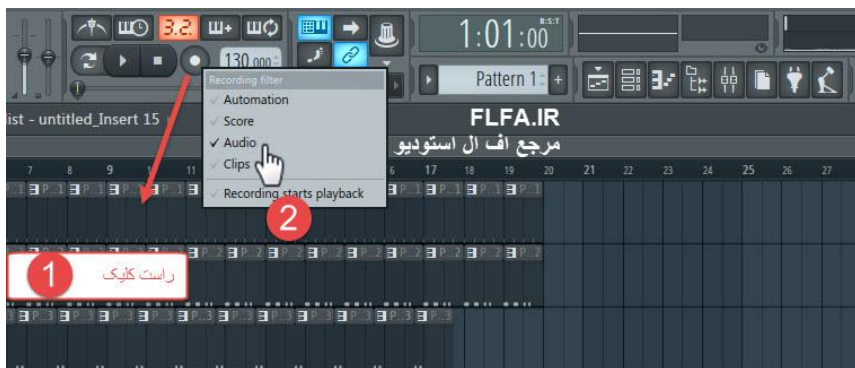 3.2.
130.000
1:01:00
B:S:T
Pattern 1
Recording filter
Automation
Score
Audio
Clips
Recording starts playback
ist - untitled_Insert 15
FLFA.IR
مرجع اف ال استودیو
7 8 9 11 17 18 19 20 21 22 23 24 25 26 27
2
1
راست کلیک